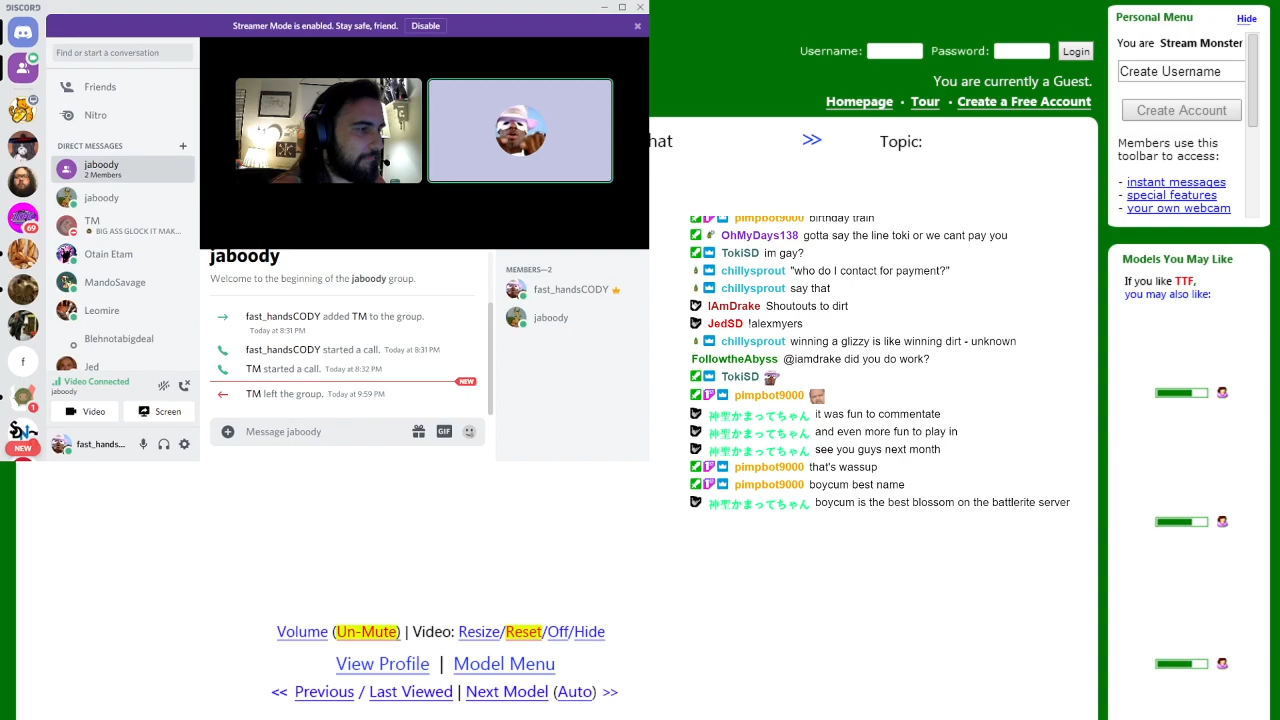 DISCORD
Streamer Mode is enabled. Stay safe, friend. Disable
Find or start a conversation
Friends
Nitro
DIRECT MESSAGES
jaboody
2 Members
jaboody
TM
BIG ASS GLOCK IT MAK...
Otain Etam
MandoSavage
Leomire
Blehnotabigdeal
Jed
Video Connected
jaboody
Video
Screen
fast_hands...
69
f
1
NEW
jaboody
Welcome to the beginning of the jaboody group.
fast_handsCODY added TM to the group.
Today at 8:31 PM
fast_handsCODY started a call. Today at 8:31 PM
TM started a call. Today at 8:32 PM
NEW
TM left the group. Today at 9:59 PM
Message jaboody
GIF
MEMBERS—2
fast_handsCODY
jaboody
Username:
Password:
Login
You are currently a Guest.
Homepage • Tour • Create a Free Account
hat >> Topic:
pimpbot9000 birthday train
OhMyDays138 gotta say the line toki or we cant pay you
TokiSD im gay?
chillysprout "who do I contact for payment?"
chillysprout say that
IAmDrake Shoutouts to dirt
JedSD !alexmyers
chillysprout winning a glizzy is like winning dirt - unknown
FollowtheAbyss @iamdrake did you do work?
TokiSD
pimpbot9000
神聖かまってちゃん it was fun to commentate
神聖かまってちゃん and even more fun to play in
神聖かまってちゃん see you guys next month
pimpbot9000 that's wassup
pimpbot9000 boycum best name
神聖かまってちゃん boycum is the best blossom on the battlerite server
Volume (Un-Mute) | Video: Resize/Reset/Off/Hide
View Profile | Model Menu
<< Previous / Last Viewed | Next Model (Auto) >>
Personal Menu
Hide
You are Stream Monster
Create Username
Create Account
Members use this
toolbar to access:
- instant messages
- special features
- your own webcam
Models You May Like
If you like TTF,
you may also like: